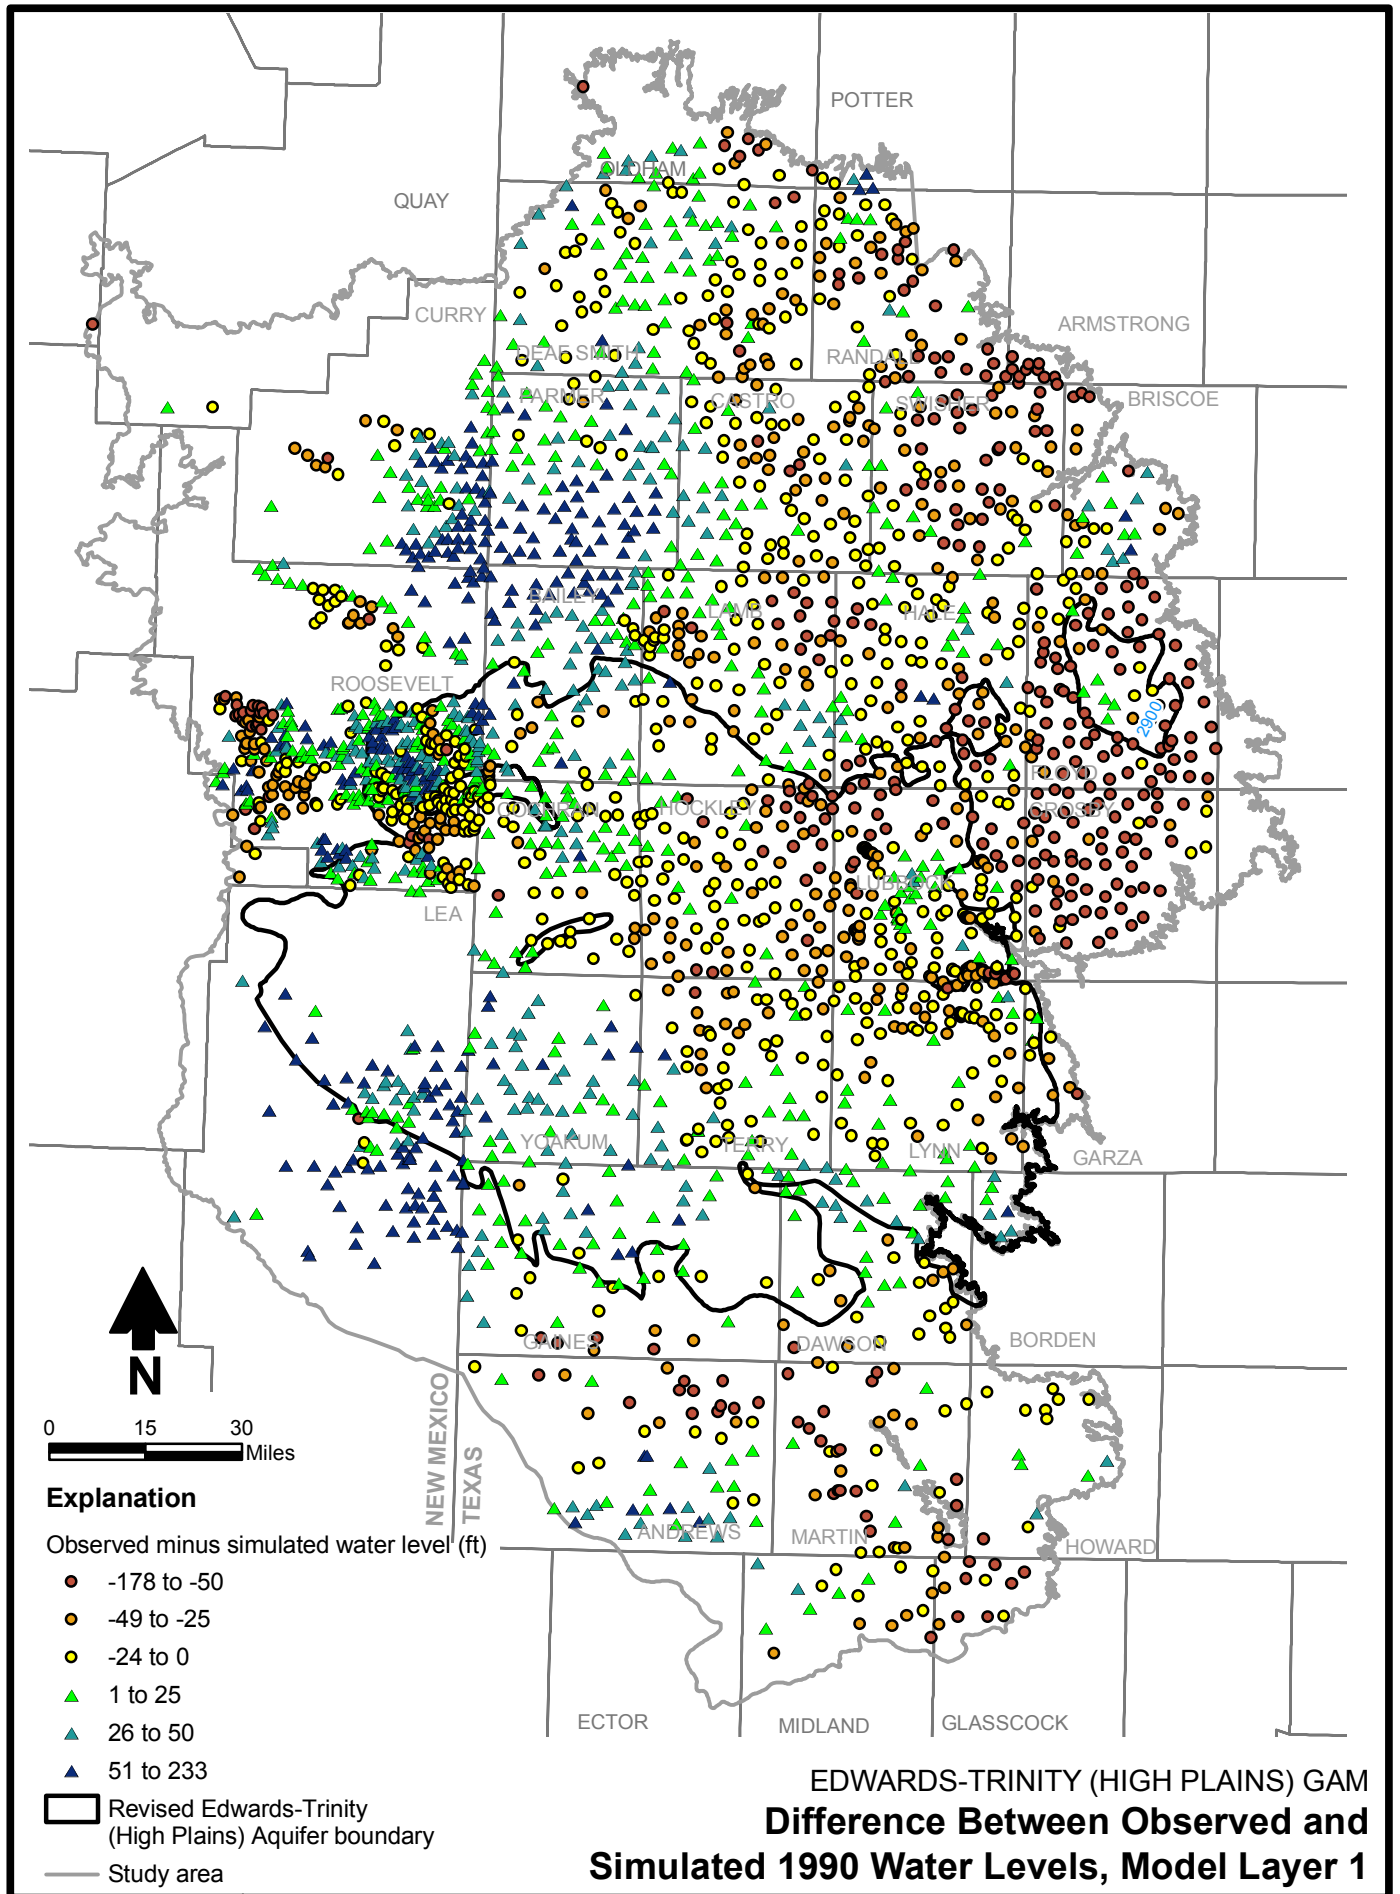 POTTER
OLDHAM
QUAY
CURRY
ARMSTRONG
DEAF SMITH
RANDALL
PARMER
CASTRO
SWISHER
BRISCOE
BAILEY
LAMB
HALE
ROOSEVELT
2900
FLOYD
COCHRAN
HOCKLEY
CROSBY
LUBBOCK
LEA
YOAKUM
TERRY
LYNN
GARZA
GAINES
DAWSON
BORDEN
N
NEW MEXICO
TEXAS
0 15 30
Miles
ANDREWS
MARTIN
HOWARD
ECTOR
MIDLAND
GLASSCOCK
Explanation
Observed minus simulated water level (ft)
-178 to -50
-49 to -25
-24 to 0
1 to 25
26 to 50
51 to 233
Revised Edwards-Trinity
(High Plains) Aquifer boundary
Study area
EDWARDS-TRINITY (HIGH PLAINS) GAM
Difference Between Observed and
Simulated 1990 Water Levels, Model Layer 1